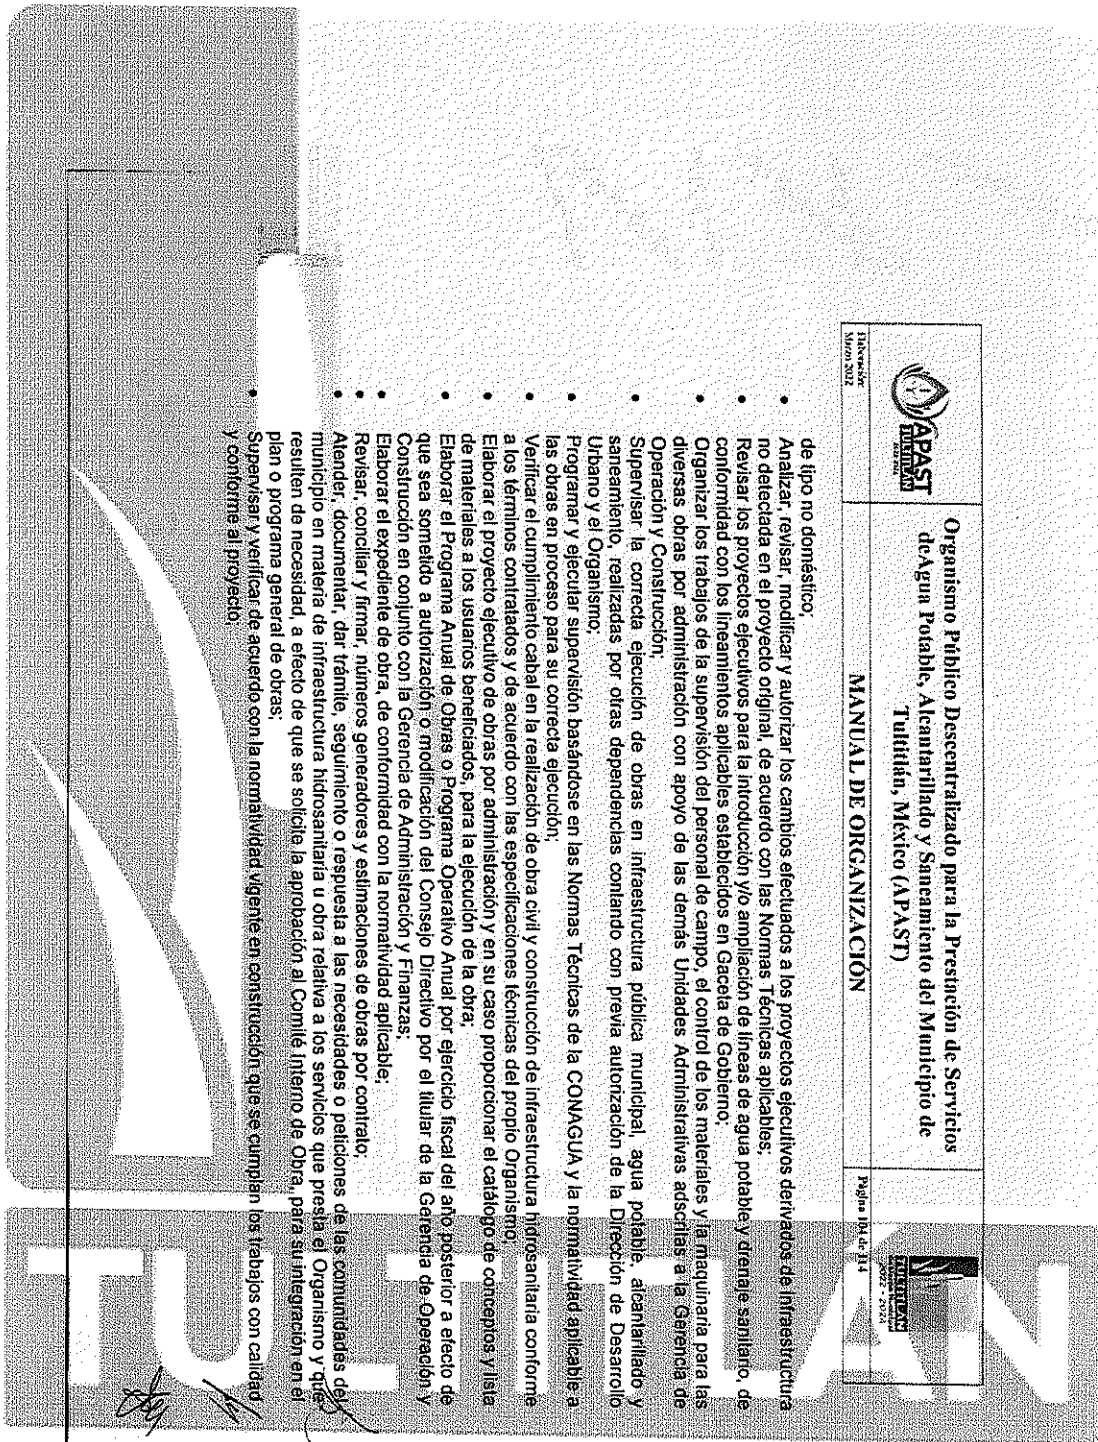 APAST
TULTITLÁN
Organismo Público Descentralizado para la Prestación de Servicios
de Agua Potable, Alcantarillado y Saneamiento del Municipio de
Tultitlán, México (APAST)
TULTITLÁN
2022 - 2024
Elaboración:
Marzo 2022
MANUAL DE ORGANIZACIÓN
Página 104 de 114
de tipo no doméstico;
• Analizar, revisar, modificar y autorizar los cambios efectuados a los proyectos ejecutivos derivados de infraestructura
no detectada en el proyecto original, de acuerdo con las Normas Técnicas aplicables;
• Revisar los proyectos ejecutivos para la introducción y/o ampliación de líneas de agua potable y drenaje sanitario, de
conformidad con los lineamientos aplicables establecidos en Gaceta de Gobierno;
• Organizar los trabajos de la supervisión del personal de campo, el control de los materiales y la maquinaria para las
diversas obras por administración con apoyo de las demás Unidades Administrativas adscritas a la Gerencia de
Operación y Construcción;
• Supervisar la correcta ejecución de obras en infraestructura pública municipal, agua potable, alcantarillado y
saneamiento, realizadas por otras dependencias contando con previa autorización de la Dirección de Desarrollo
Urbano y el Organismo;
• Programar y ejecutar supervisión basándose en las Normas Técnicas de la CONAGUA y la normatividad aplicable a
las obras en proceso para su correcta ejecución;
• Verificar el cumplimiento cabal en la realización de obra civil y construcción de infraestructura hidrosanitaria conforme
a los términos contratados y de acuerdo con las especificaciones técnicas del propio Organismo;
• Elaborar el proyecto ejecutivo de obras por administración y en su caso proporcionar el catálogo de conceptos y lista
de materiales a los usuarios beneficiados, para la ejecución de la obra;
• Elaborar el Programa Anual de Obras o Programa Operativo Anual por ejercicio fiscal del año posterior a efecto de
que sea sometido a autorización o modificación del Consejo Directivo por el titular de la Gerencia de Operación y
Construcción en conjunto con la Gerencia de Administración y Finanzas;
• Elaborar el expediente de obra, de conformidad con la normatividad aplicable;
• Revisar, conciliar y firmar, números generadores y estimaciones de obras por contrato;
• Atender, documentar, dar trámite, seguimiento o respuesta a las necesidades o peticiones de las comunidades del
municipio en materia de infraestructura hidrosanitaria u obra relativa a los servicios que presta el Organismo y que
resulten de necesidad, a efecto de que se solicite la aprobación al Comité Interno de Obra, para su integración en el
plan o programa general de obras;
• Supervisar y verificar de acuerdo con la normatividad vigente en construcción que se cumplan los trabajos con calidad
y conforme al proyecto;
TULTITLÁN